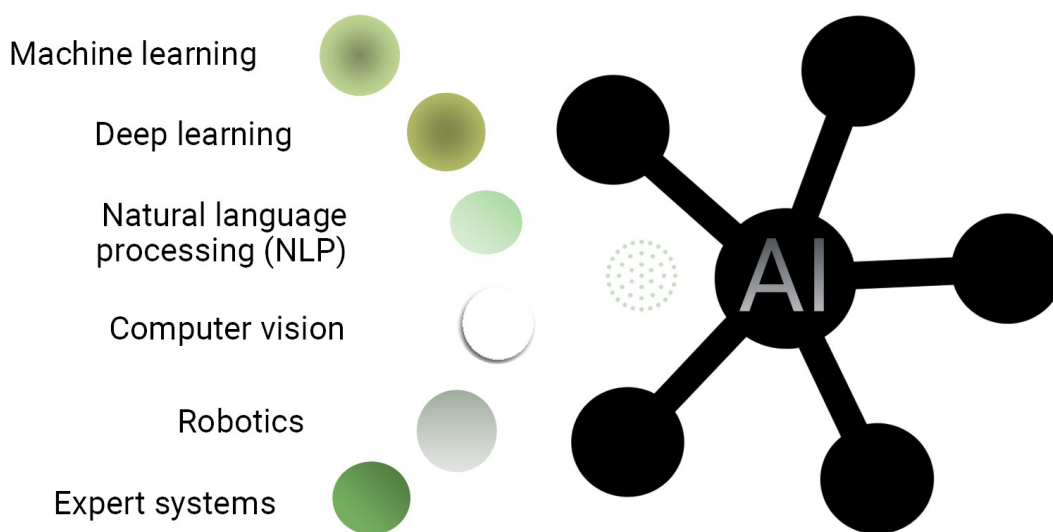 Machine learning
Deep learning
Natural language
processing (NLP)
Computer vision
Robotics
Expert systems
AI